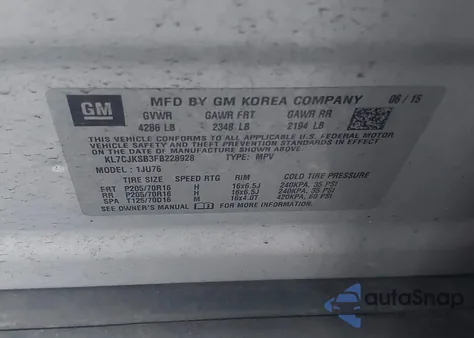 GM
MFD BY GM KOREA COMPANY 06/15
GVWR GAWR FRT GAWR RR
4286 LB 2348 LB 2194 LB
THIS VEHICLE CONFORMS TO ALL APPLICABLE U.S. FEDERAL MOTOR
VEHICLE SAFETY, BUMPER, AND THEFT PREVENTION STANDARDS IN EFFECT ON THE
DATE OF MANUFACTURE SHOWN ABOVE.
KL7CJKSB3FB228928 TYPE: MPV
MODEL: 1JU76
TIRE SIZE SPEED RTG RIM COLD TIRE PRESSURE
FRT P205/70R16 H 16x6.5J 240KPA, 35 PSI
RR P205/70R16 H 16x6.5J 240KPA, 35 PSI
SPA T125/70D16 M 16x4.0T 420KPA, 60 PSI
SEE OWNER'S MANUAL FOR MORE INFORMATION.
autoSnap